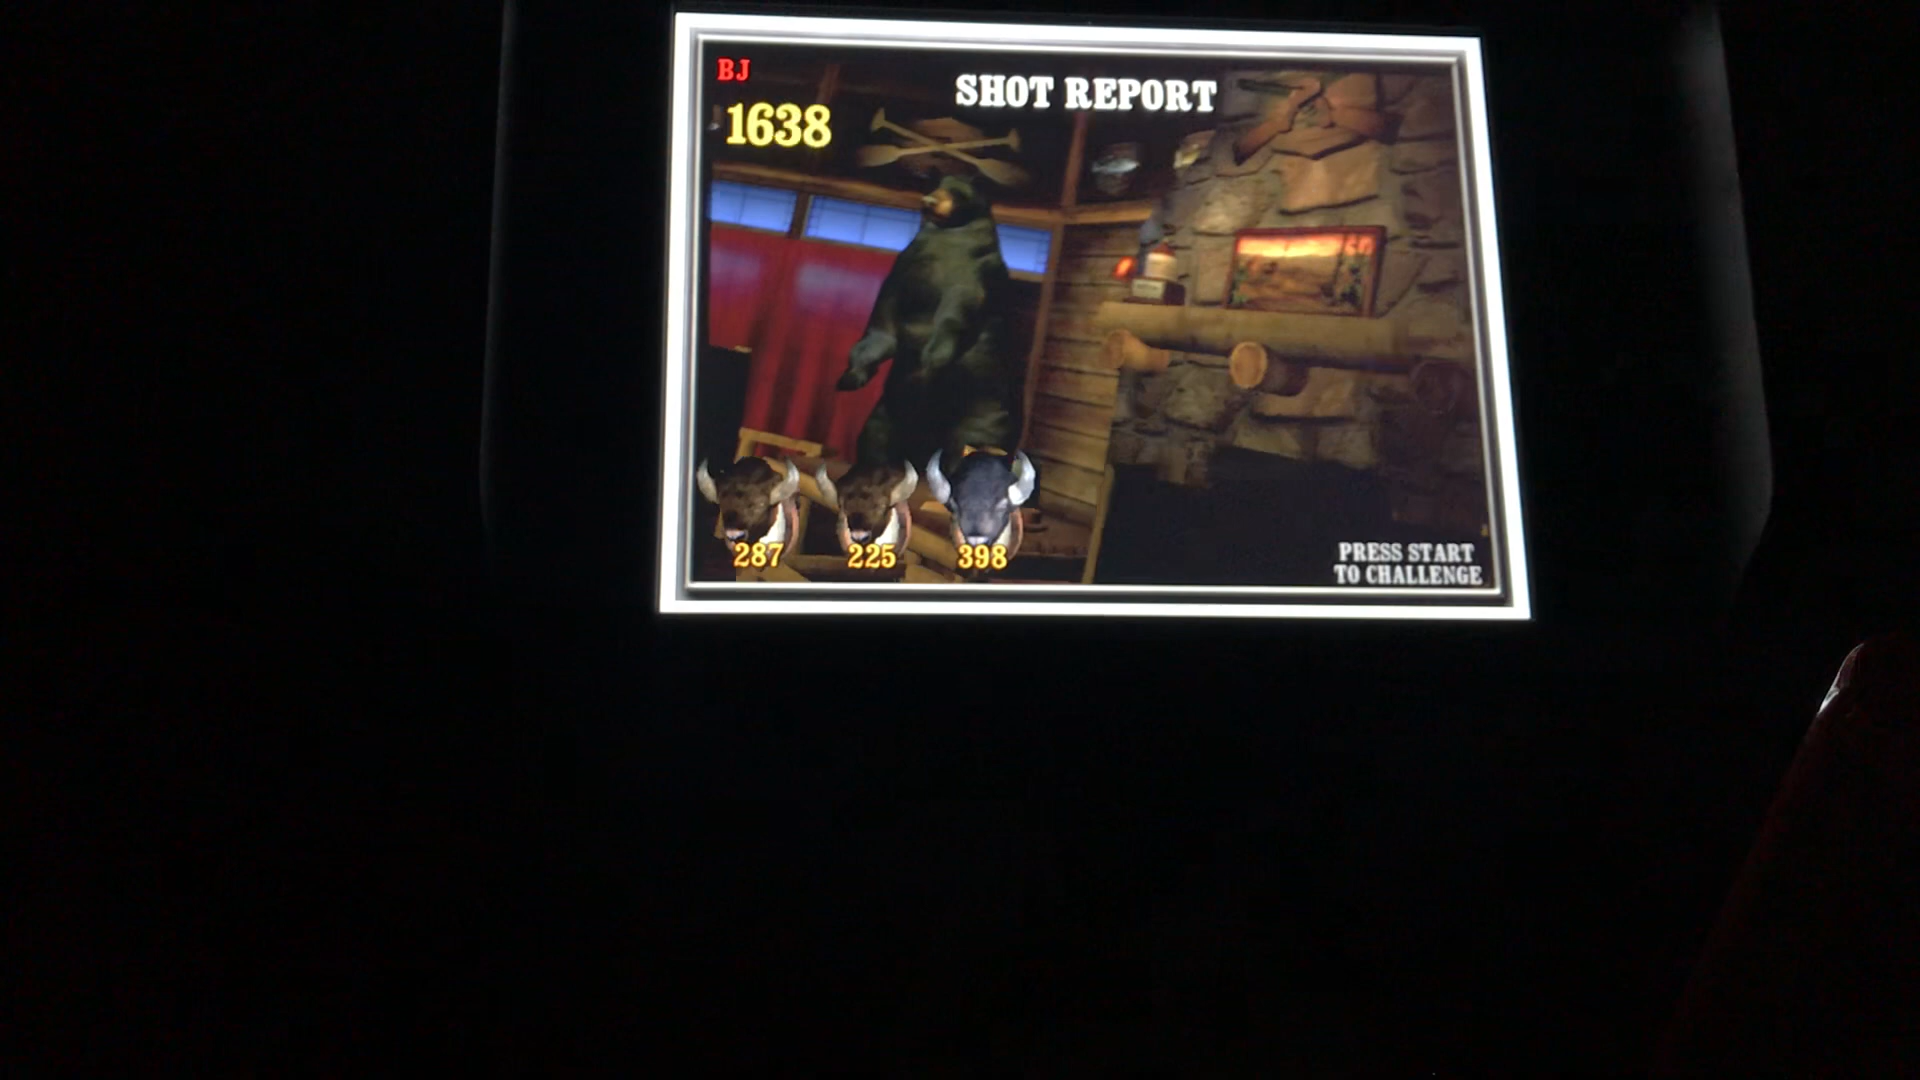 BJ
SHOT REPORT
1638
287
225
398
PRESS START
TO CHALLENGE